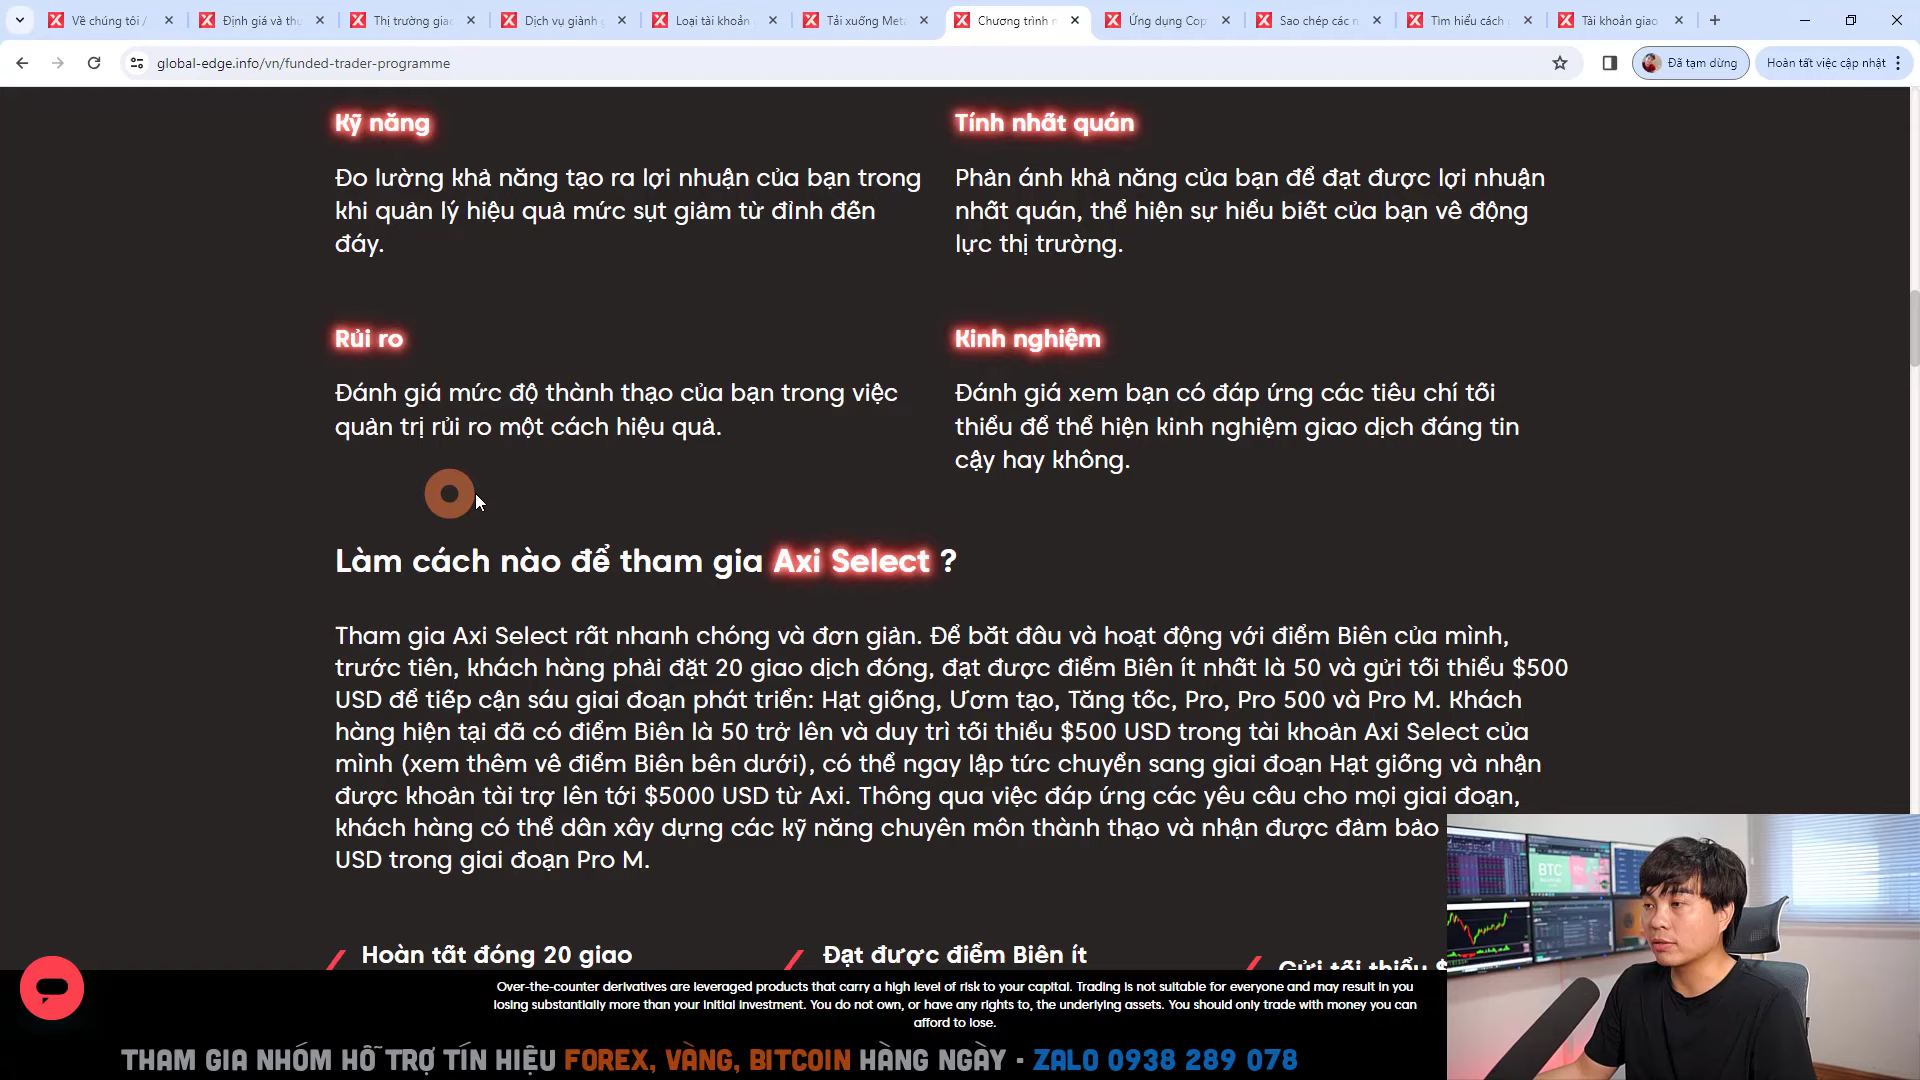 Về chúng tôi /
Định giá và thự
Thị trường giao
Dịch vụ giành g
Loại tài khoản
Tải xuống Meta
Chương trình n
Ứng dụng Cop
Sao chép các n
Tìm hiểu cách
Tài khoản giao
global-edge.info/vn/funded-trader-programme
Đã tạm dừng
Hoàn tất việc cập nhật
Kỹ năng
Đo lường khả năng tạo ra lợi nhuận của bạn trong
khi quản lý hiệu quả mức sụt giảm từ đỉnh đến
đáy.
Tính nhất quán
Phản ánh khả năng của bạn để đạt được lợi nhuận
nhất quán, thể hiện sự hiểu biết của bạn về động
lực thị trường.
Rủi ro
Đánh giá mức độ thành thạo của bạn trong việc
quản trị rủi ro một cách hiệu quả.
Kinh nghiệm
Đánh giá xem bạn có đáp ứng các tiêu chí tối
thiểu để thể hiện kinh nghiệm giao dịch đáng tin
cậy hay không.
Làm cách nào để tham gia Axi Select ?
Tham gia Axi Select rất nhanh chóng và đơn giản. Để bắt đầu và hoạt động với điểm Biên của mình,
trước tiên, khách hàng phải đặt 20 giao dịch đóng, đạt được điểm Biên ít nhất là 50 và gửi tối thiểu $500
USD để tiếp cận sáu giai đoạn phát triển: Hạt giống, Ươm tạo, Tăng tốc, Pro, Pro 500 và Pro M. Khách
hàng hiện tại đã có điểm Biên là 50 trở lên và duy trì tối thiểu $500 USD trong tài khoản Axi Select của
mình (xem thêm về điểm Biên bên dưới), có thể ngay lập tức chuyển sang giai đoạn Hạt giống và nhận
được khoản tài trợ lên tới $5000 USD từ Axi. Thông qua việc đáp ứng các yêu cầu cho mọi giai đoạn,
khách hàng có thể dần xây dựng các kỹ năng chuyên môn thành thạo và nhận được đảm bảo
USD trong giai đoạn Pro M.
Hoàn tất đóng 20 giao
Đạt được điểm Biên ít
Gửi tối thiểu $
BTC
Over-the-counter derivatives are leveraged products that carry a high level of risk to your capital. Trading is not suitable for everyone and may result in you
losing substantially more than your initial investment. You do not own, or have any rights to, the underlying assets. You should only trade with money you can
afford to lose.
THAM GIA NHÓM HỖ TRỢ TÍN HIỆU FOREX, VÀNG, BITCOIN HÀNG NGÀY - ZALO 0938 289 078